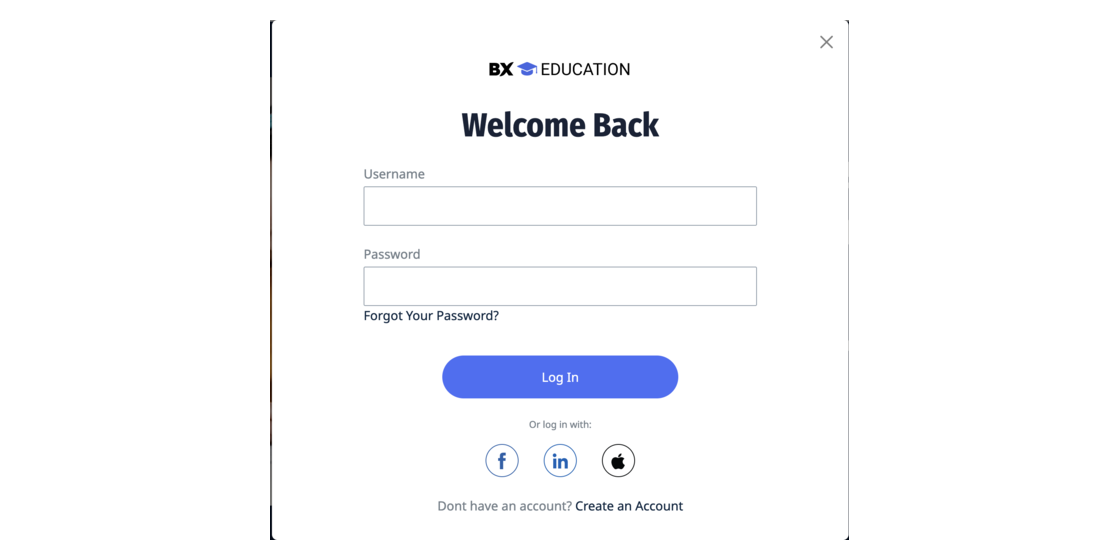 BX EDUCATION
Welcome Back
Username
Password
Forgot Your Password?
Log In
Or log in with:
f
in
Dont have an account? Create an Account